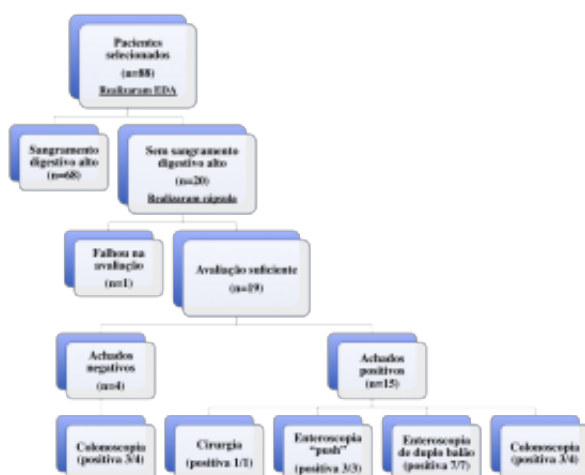 Pacientes
selecionados
(n=88)
Realizaram EDA
Sangramento
digestivo alto
(n=68)
Sem sangramento
digestivo alto
(n=20)
Realizaram cápsula
Falhou na
avaliação
(n=1)
Avaliação suficiente
(n=19)
Achados
negativos
(n=4)
Achados
positivos
(n=15)
Colonoscopia
(positiva 3/4)
Cirurgia
(positiva 1/1)
Enteroscopia
"push"
(positiva 3/3)
Enteroscopia
de duplo balão
(positiva 7/7)
Colonoscopia
(positiva 3/4)